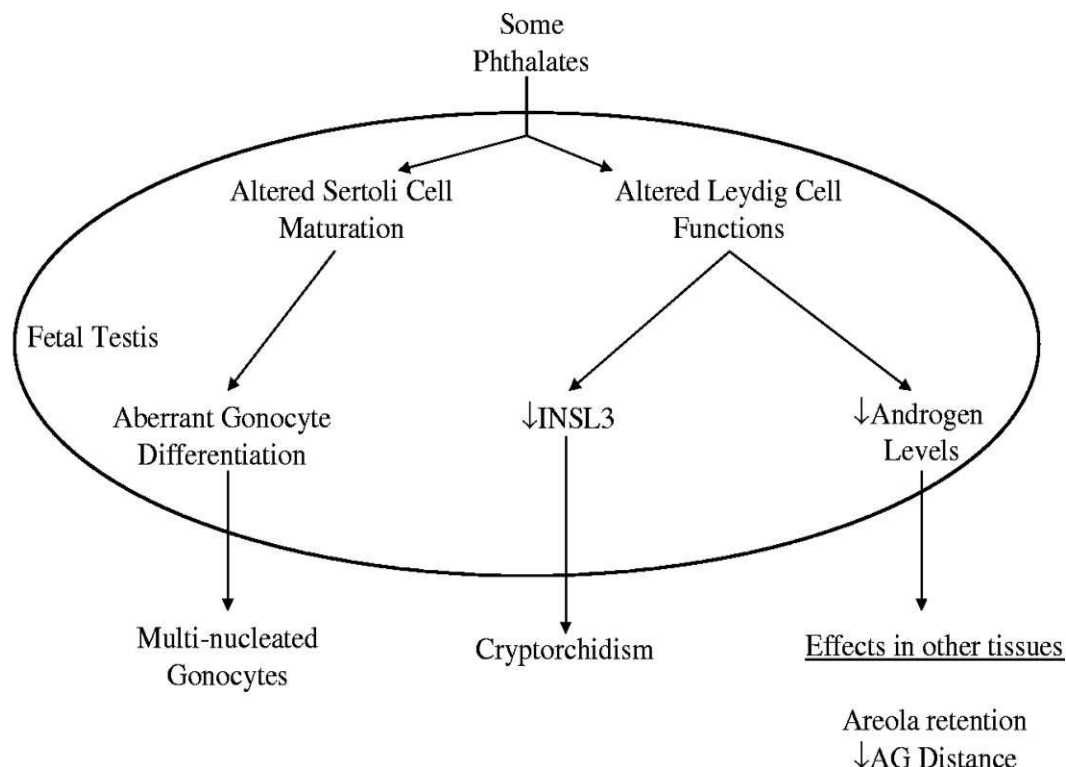 Some
Phthalates
Altered Sertoli Cell
Maturation
Altered Leydig Cell
Functions
Fetal Testis
Aberrant Gonocyte
Differentiation
↓INSL3
↓Androgen
Levels
Multi-nucleated
Gonocytes
Cryptorchidism
Effects in other tissues
Areola retention
↓AG Distance